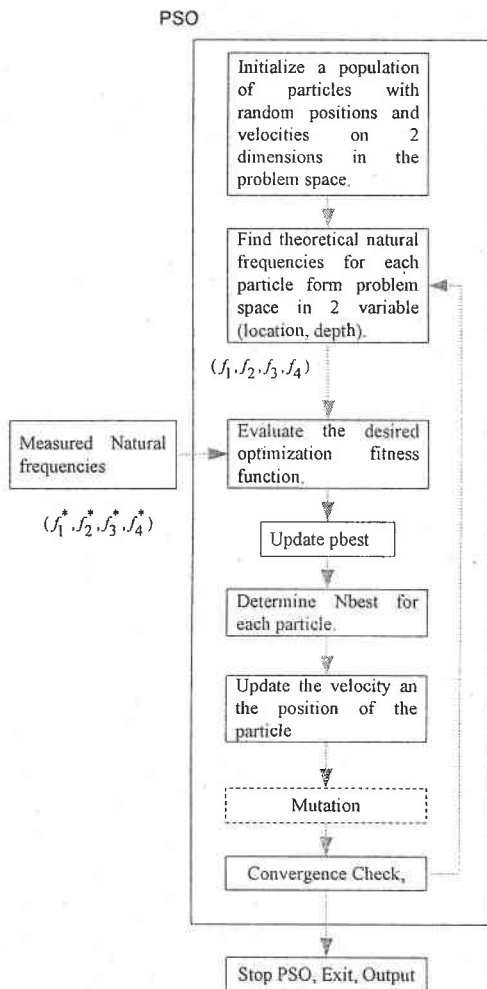 PSO
Initialize a population
of particles with
random positions and
velocities on 2
dimensions in the
problem space.
Find theoretical natural
frequencies for each
particle form problem
space in 2 variable
(location, depth).
(f₁, f₂, f₃, f₄)
Measured Natural
frequencies
(f₁*, f₂*, f₃*, f₄*)
Evaluate the desired
optimization fitness
function.
Update pbest
Determine Nbest for
each particle.
Update the velocity an
the position of the
particle
Mutation
Convergence Check,
Stop PSO, Exit, Output